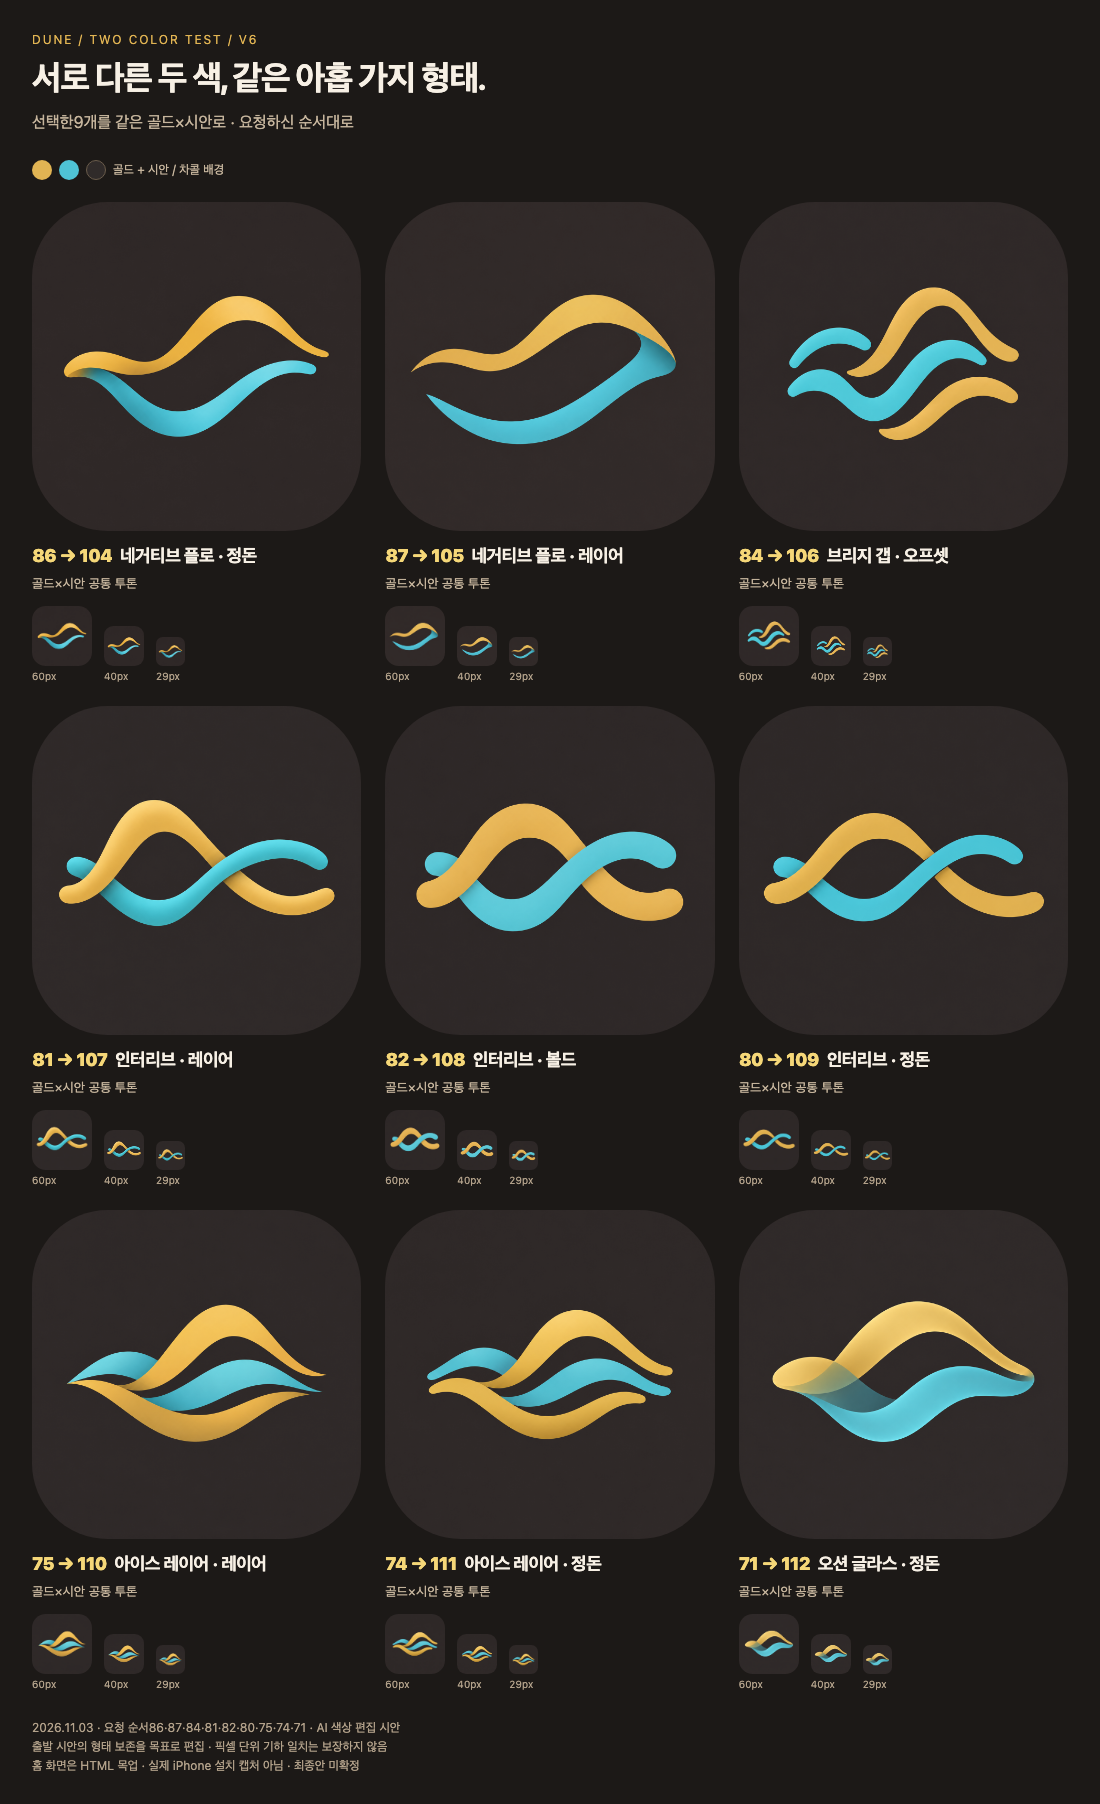 DUNE / TWO COLOR TEST / V6
서로 다른 두 색, 같은 아홉 가지 형태.
선택한9개를 같은 골드×시안로 · 요청하신 순서대로
골드 + 시안 / 차콜 배경
86 → 104 네거티브 플로 · 정돈
골드×시안 공통 투톤
60px 40px 29px
87 → 105 네거티브 플로 · 레이어
골드×시안 공통 투톤
60px 40px 29px
84 → 106 브리지 갭 · 오프셋
골드×시안 공통 투톤
60px 40px 29px
81 → 107 인터리브 · 레이어
골드×시안 공통 투톤
60px 40px 29px
82 → 108 인터리브 · 볼드
골드×시안 공통 투톤
60px 40px 29px
80 → 109 인터리브 · 정돈
골드×시안 공통 투톤
60px 40px 29px
75 → 110 아이스 레이어 · 레이어
골드×시안 공통 투톤
60px 40px 29px
74 → 111 아이스 레이어 · 정돈
골드×시안 공통 투톤
60px 40px 29px
71 → 112 오션 글라스 · 정돈
골드×시안 공통 투톤
60px 40px 29px
2026.11.03 · 요청 순서86·87·84·81·82·80·75·74·71 · AI 색상 편집 시안
출발 시안의 형태 보존을 목표로 편집 · 픽셀 단위 기하 일치는 보장하지 않음
홈 화면은 HTML 목업 · 실제 iPhone 설치 캡처 아님 · 최종안 미확정